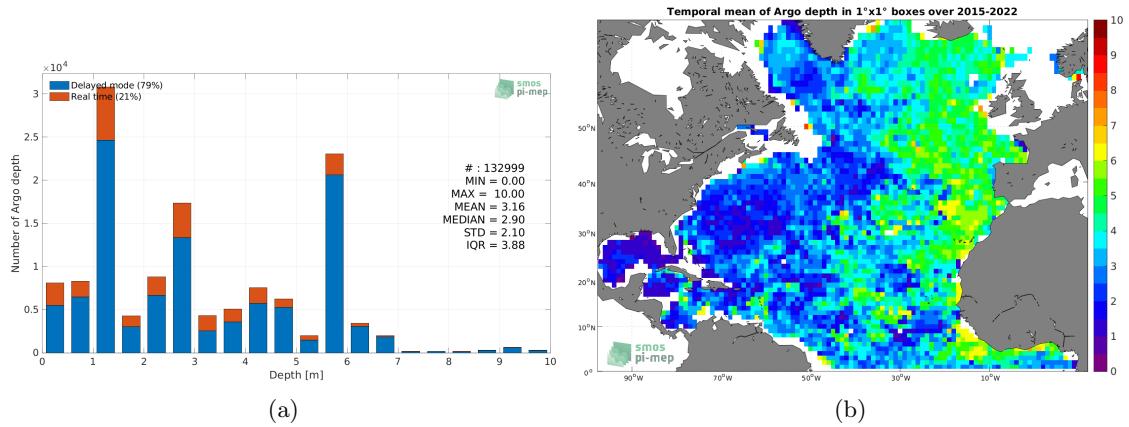 ×10⁴
3
2.5
2
1.5
1
0.5
0
Number of Argo depth
Delayed mode (79%)
Real time (21%)
smos
pi-mep
# : 132999
MIN = 0.00
MAX = 10.00
MEAN = 3.16
MEDIAN = 2.90
STD = 2.10
IQR = 3.88
0 1 2 3 4 5 6 7 8 9 10
Depth [m]
(a)
Temporal mean of Argo depth in 1°x1° boxes over 2015-2022
50°N
40°N
30°N
20°N
10°N
0°
90°W 70°W 50°W 30°W 10°W
smos
pi-mep
10
9
8
7
6
5
4
3
2
1
0
(b)